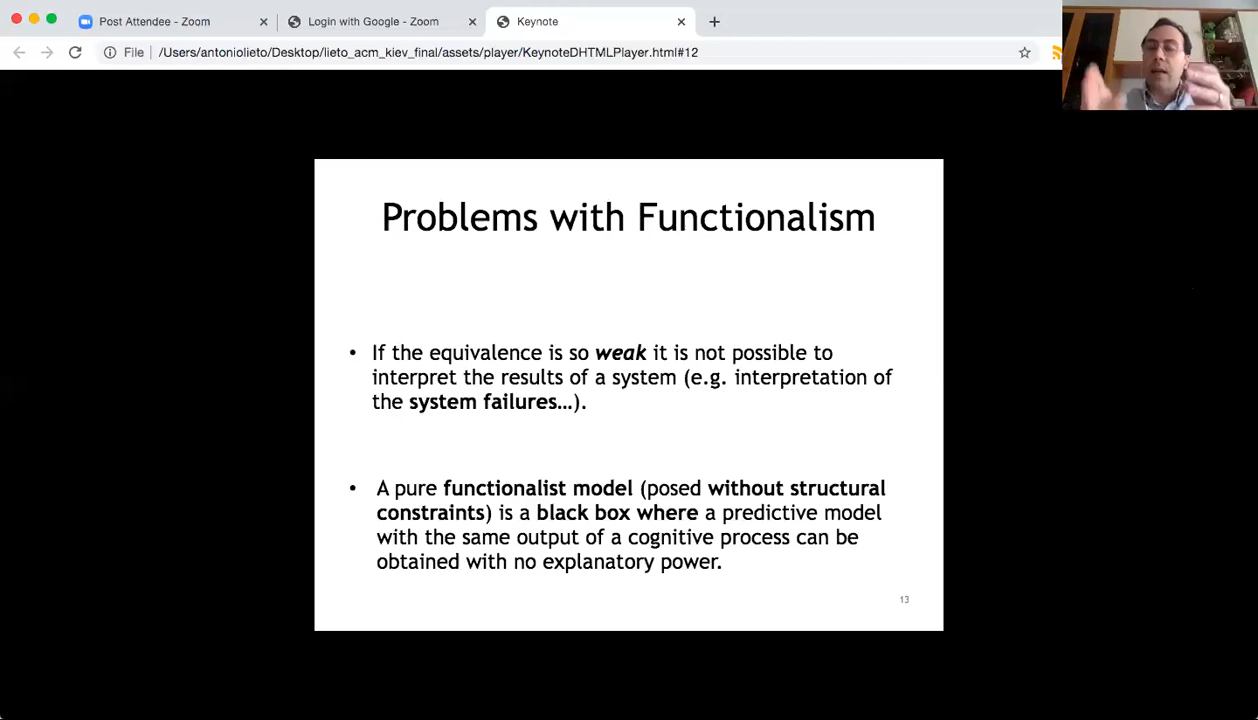 Post Attendee - Zoom
Login with Google - Zoom
Keynote
File
/Users/antoniolieto/Desktop/lieto_acm_kiev_final/assets/player/KeynoteDHTMLPlayer.html#12
Problems with Functionalism
• If the equivalence is so weak it is not possible to
interpret the results of a system (e.g. interpretation of
the system failures…).
• A pure functionalist model (posed without structural
constraints) is a black box where a predictive model
with the same output of a cognitive process can be
obtained with no explanatory power.
13